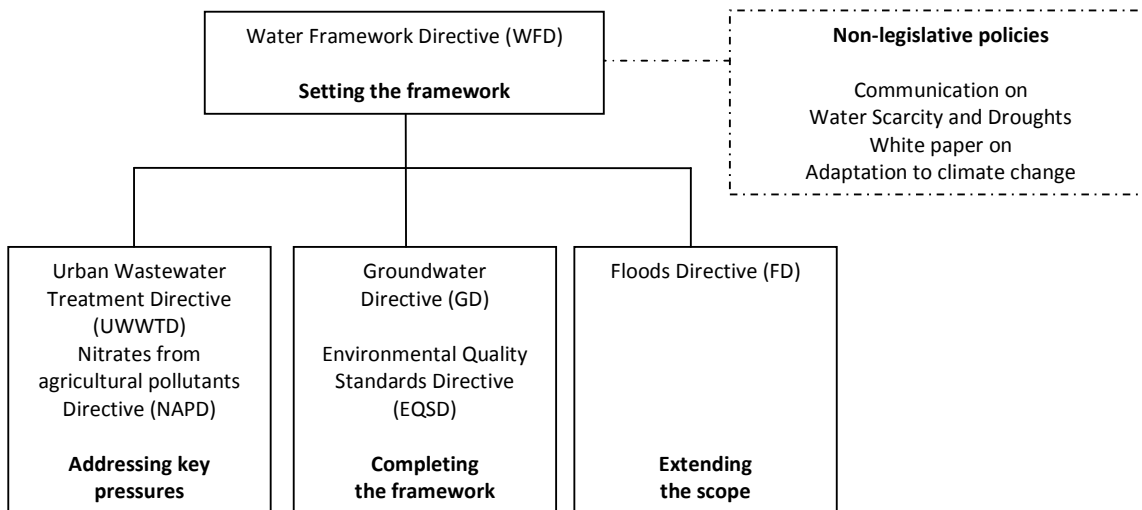 Water Framework Directive (WFD)
Setting the framework
Non-legislative policies
Communication on
Water Scarcity and Droughts
White paper on
Adaptation to climate change
Urban Wastewater
Treatment Directive
(UWWTD)
Nitrates from
agricultural pollutants
Directive (NAPD)
Addressing key
pressures
Groundwater
Directive (GD)
Environmental Quality
Standards Directive
(EQSD)
Completing
the framework
Floods Directive (FD)
Extending
the scope